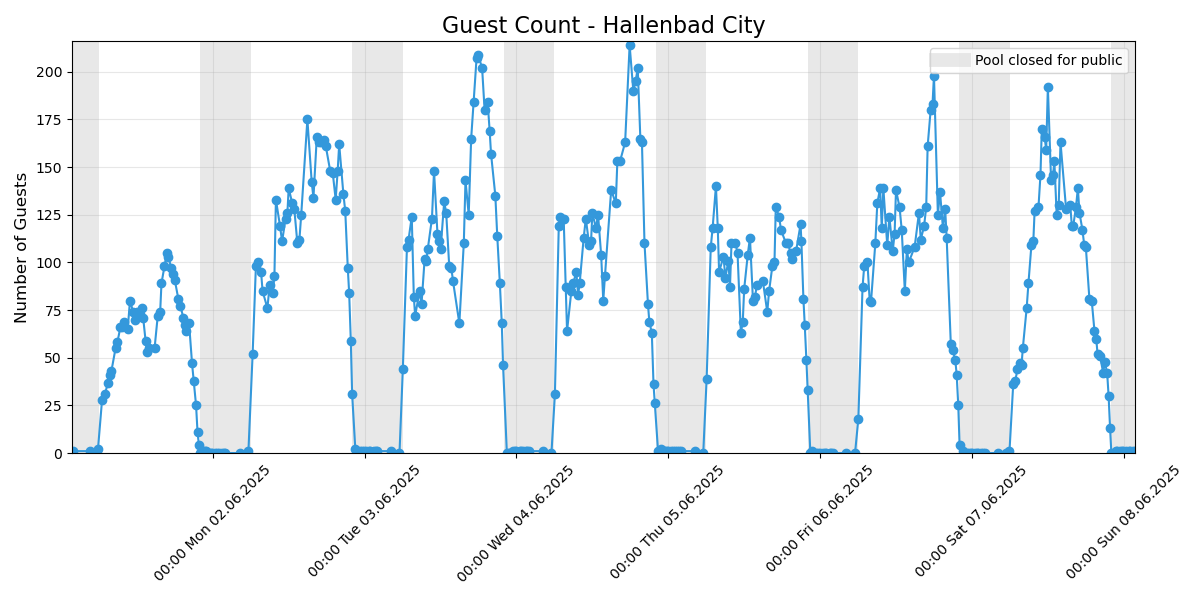 Guest Count - Hallenbad City
Pool closed for public
Number of Guests
200
175
150
125
100
75
50
25
0
00:00 Mon 02.06.2025
00:00 Tue 03.06.2025
00:00 Wed 04.06.2025
00:00 Thu 05.06.2025
00:00 Fri 06.06.2025
00:00 Sat 07.06.2025
00:00 Sun 08.06.2025